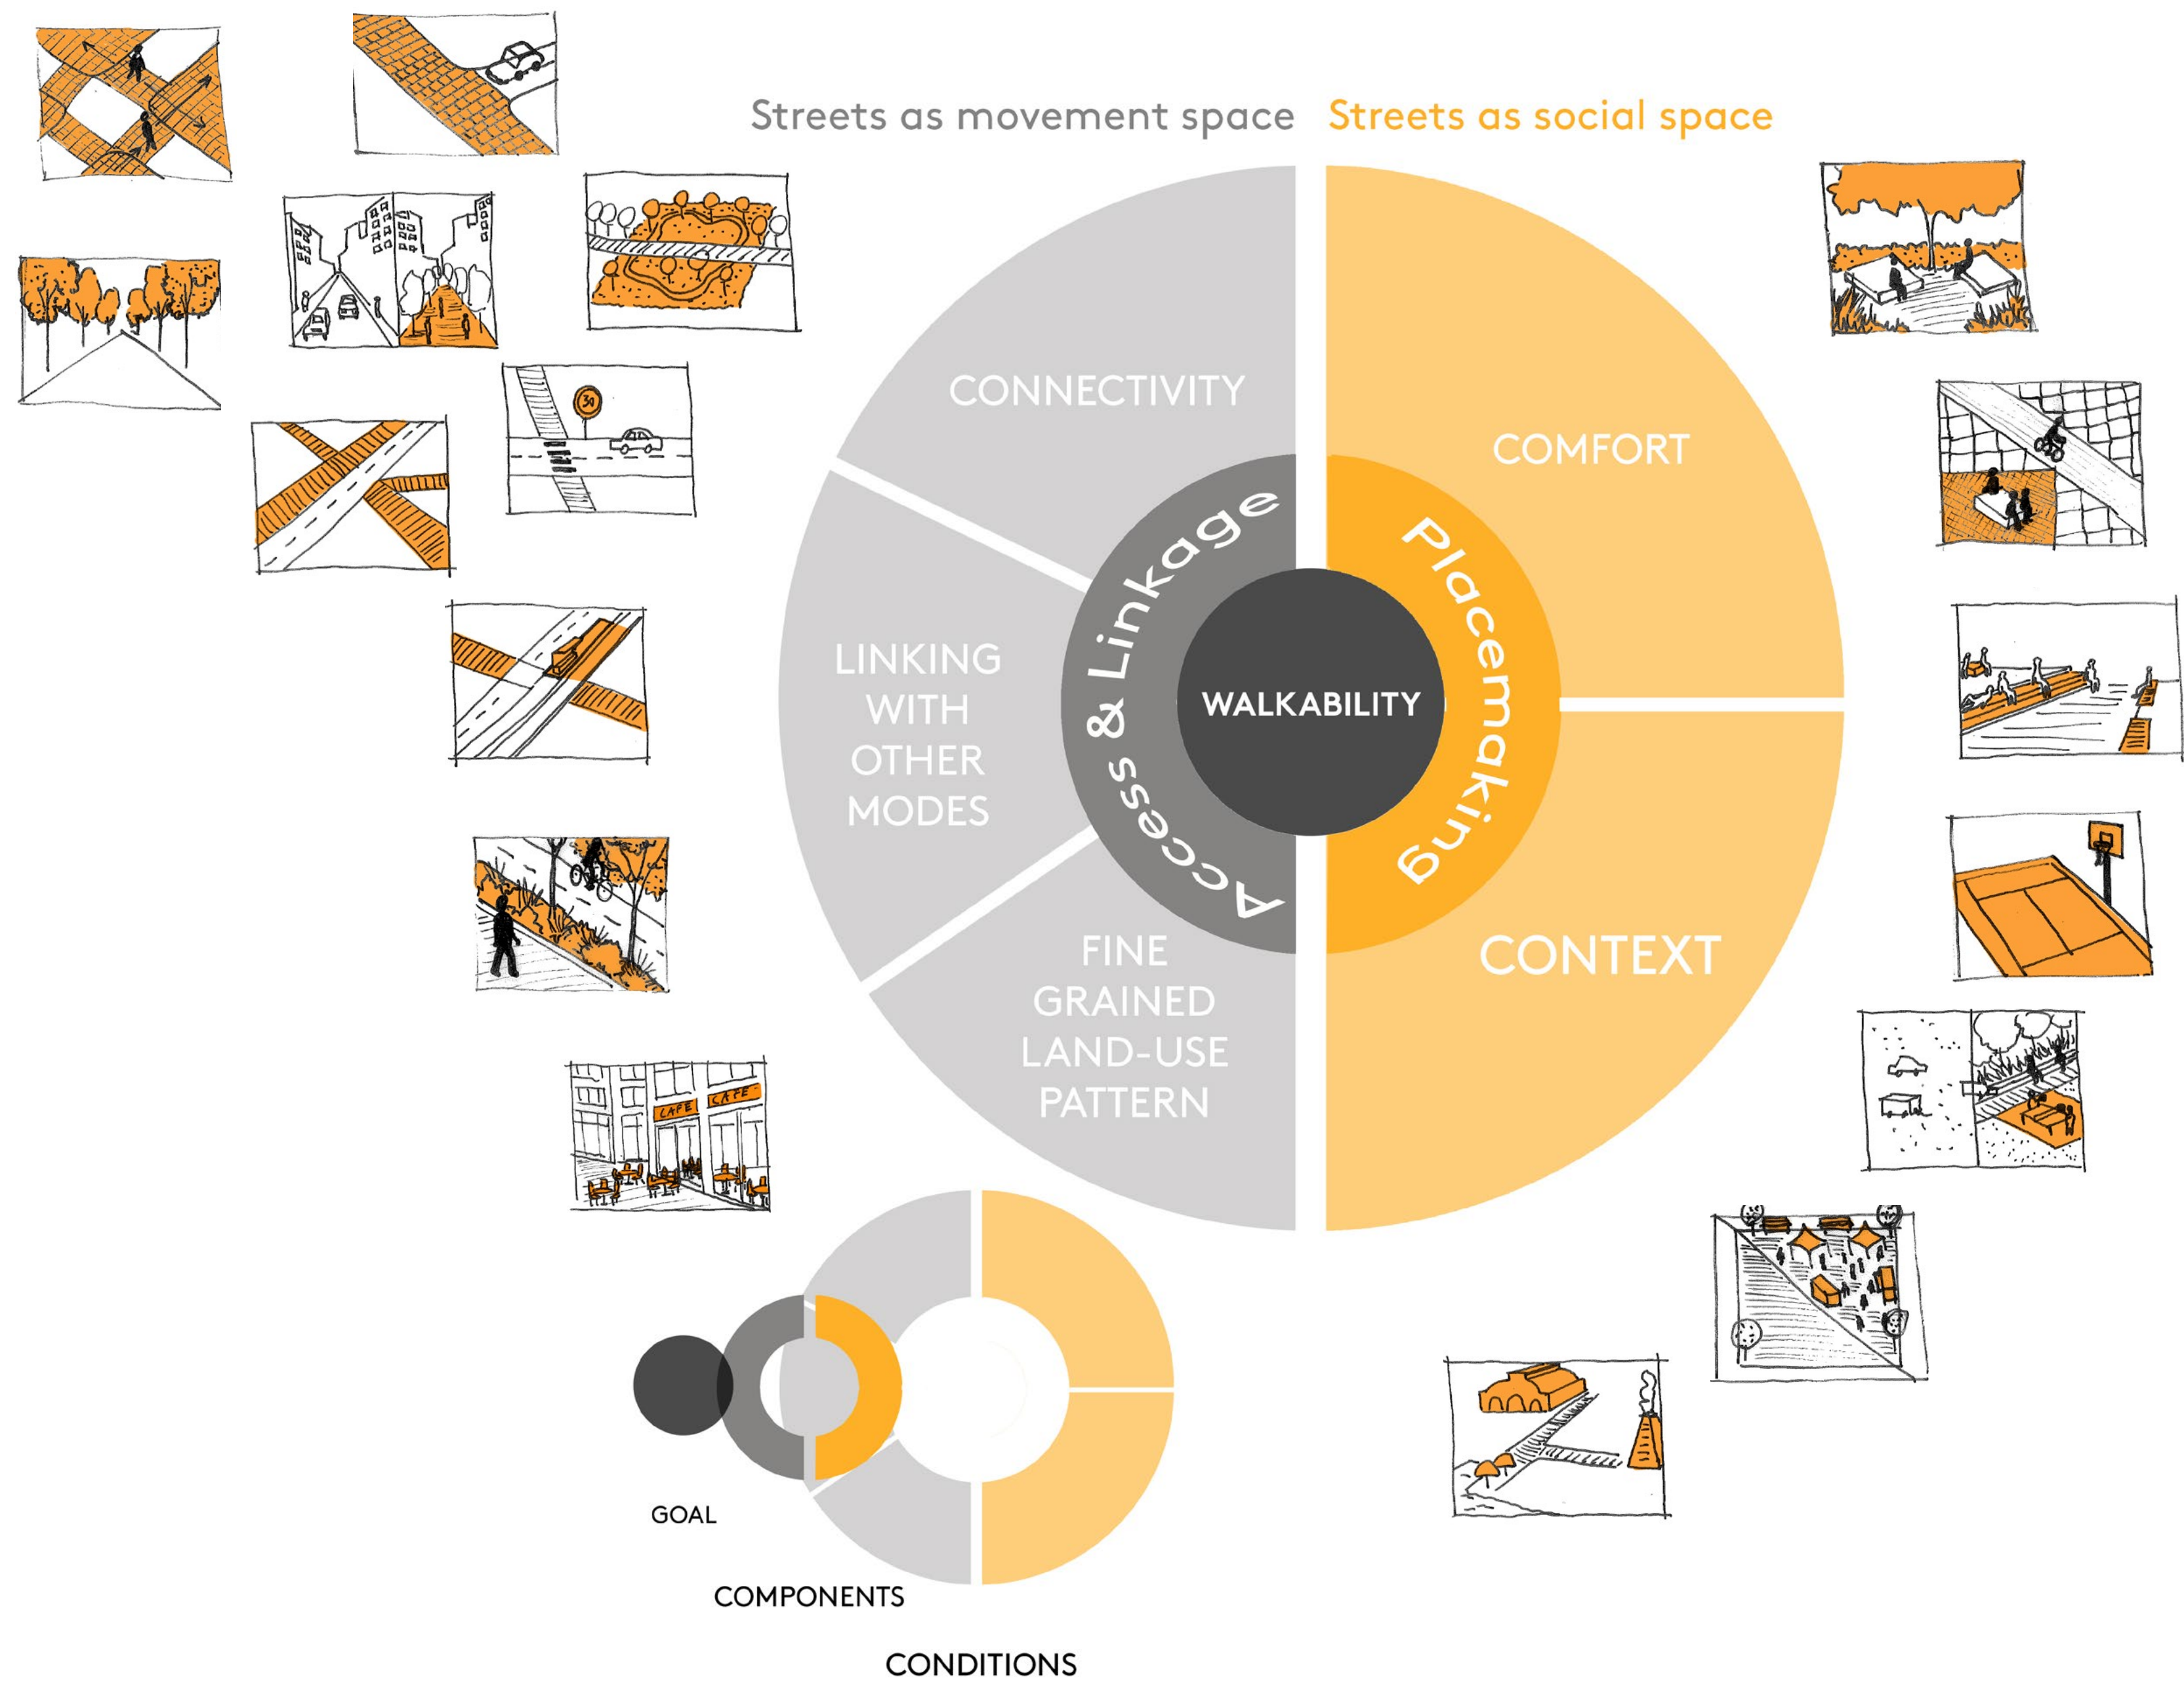 Streets as movement space
Streets as social space
CONNECTIVITY
COMFORT
30
Access & Linkage
Placemaking
WALKABILITY
LINKING
WITH
OTHER
MODES
FINE
GRAINED
LAND-USE
PATTERN
CONTEXT
CAFE
CAFE
GOAL
COMPONENTS
CONDITIONS